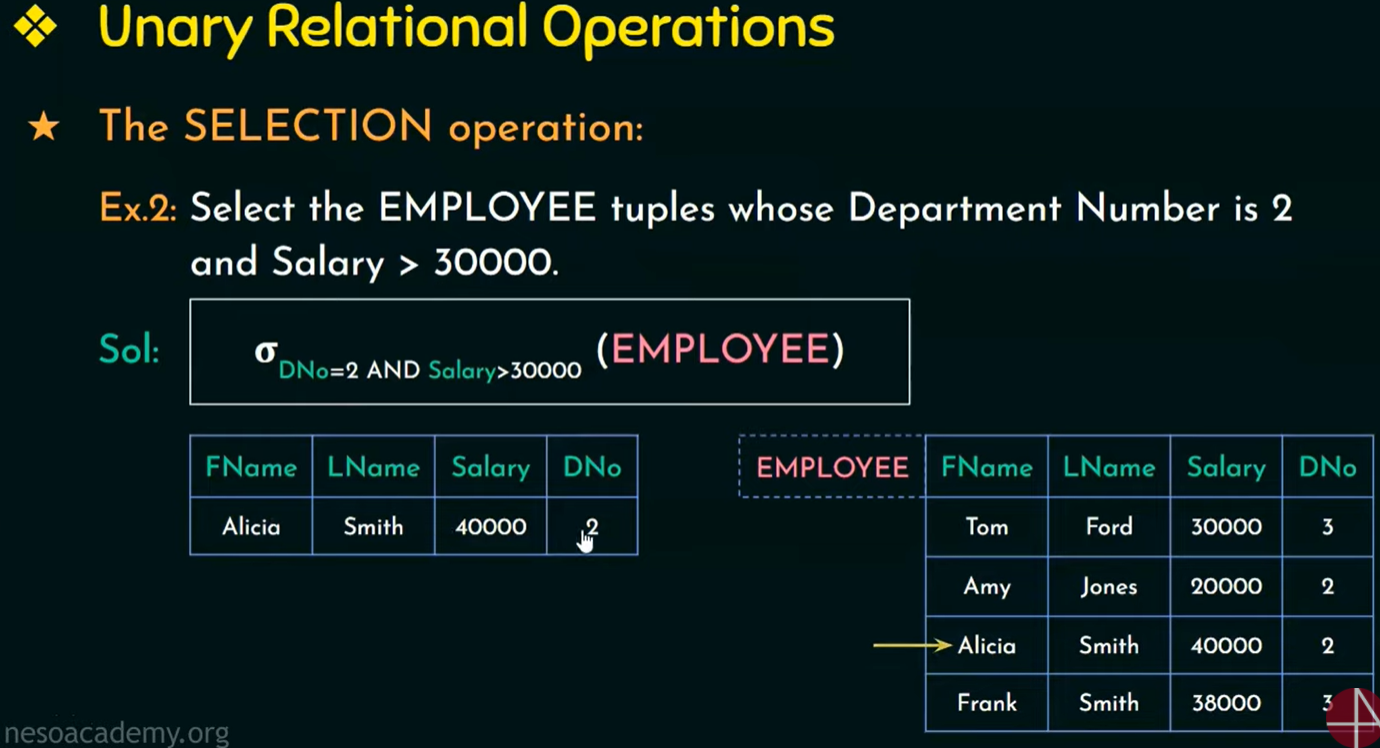 ❖ Unary Relational Operations
★ The SELECTION operation:
Ex.2: Select the EMPLOYEE tuples whose Department Number is 2
and Salary > 30000.
Sol: σ DNo=2 AND Salary>30000 (EMPLOYEE)
FName LName Salary DNo
Alicia Smith 40000 2
EMPLOYEE FName LName Salary DNo
Tom Ford 30000 3
Amy Jones 20000 2
Alicia Smith 40000 2
Frank Smith 38000 3
nesoacademy.org